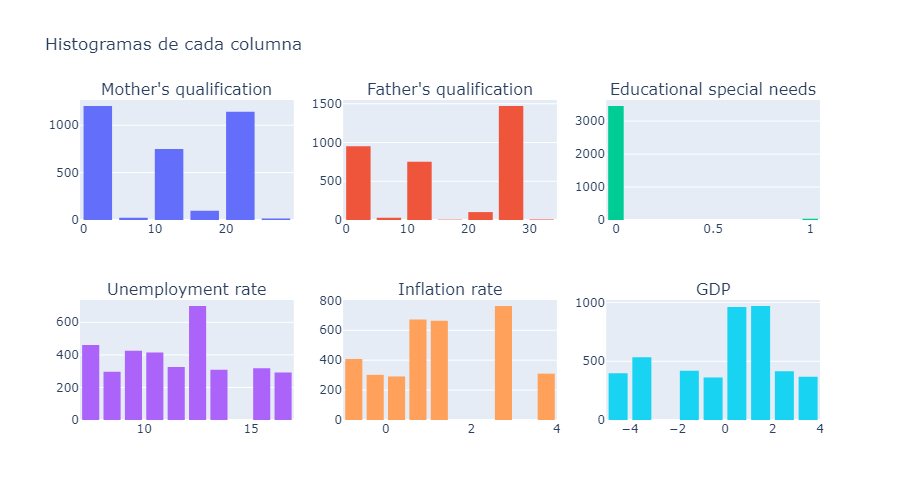 Histogramas de cada columna
Mother's qualification
Father's qualification
Educational special needs
1000
500
0
0 10 20
1500
1000
500
0
0 10 20 30
3000
2000
1000
0
0 0.5 1
Unemployment rate
Inflation rate
GDP
600
400
200
0
10 15
800
600
400
200
0
0 2 4
1000
500
0
−4 −2 0 2 4